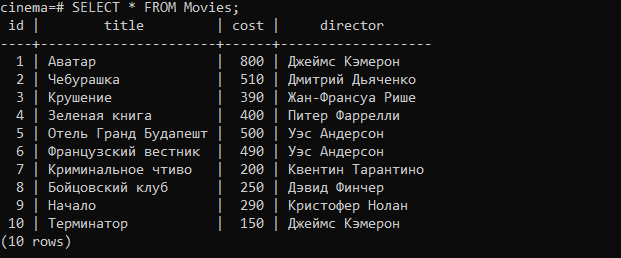 cinema=# SELECT * FROM Movies;
 id |        title         | cost |     director
----+----------------------+------+-------------------
  1 | Аватар               |  800 | Джеймс Кэмерон
  2 | Чебурашка            |  510 | Дмитрий Дьяченко
  3 | Крушение             |  390 | Жан-Франсуа Рише
  4 | Зеленая книга        |  400 | Питер Фаррелли
  5 | Отель Гранд Будапешт |  500 | Уэс Андерсон
  6 | Французский вестник  |  490 | Уэс Андерсон
  7 | Криминальное чтиво   |  200 | Квентин Тарантино
  8 | Бойцовский клуб      |  250 | Дэвид Финчер
  9 | Начало               |  290 | Кристофер Нолан
 10 | Терминатор           |  150 | Джеймс Кэмерон
(10 rows)